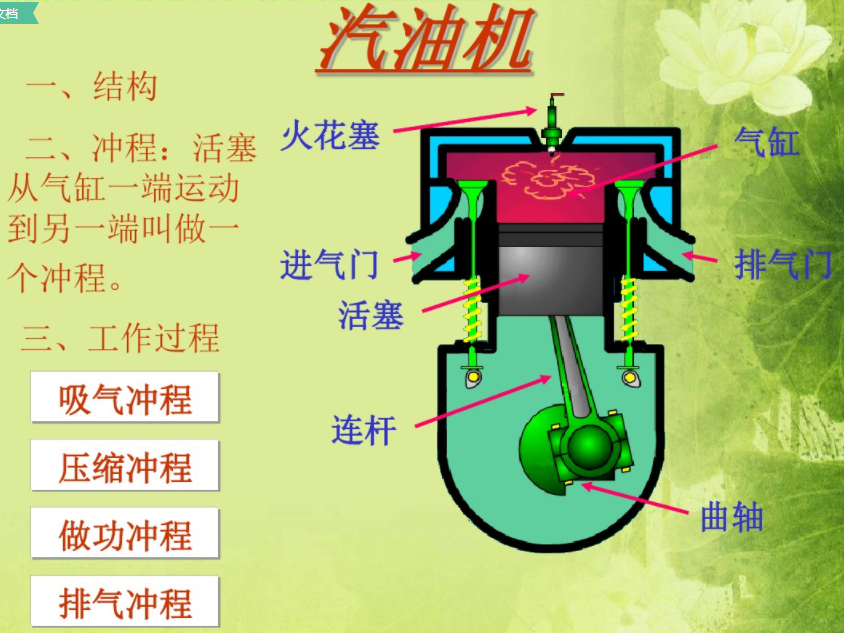 文档
汽油机
一、结构
二、冲程：活塞
从气缸一端运动
到另一端叫做一
个冲程。
三、工作过程
吸气冲程
压缩冲程
做功冲程
排气冲程
火花塞
气缸
进气门
排气门
活塞
连杆
曲轴